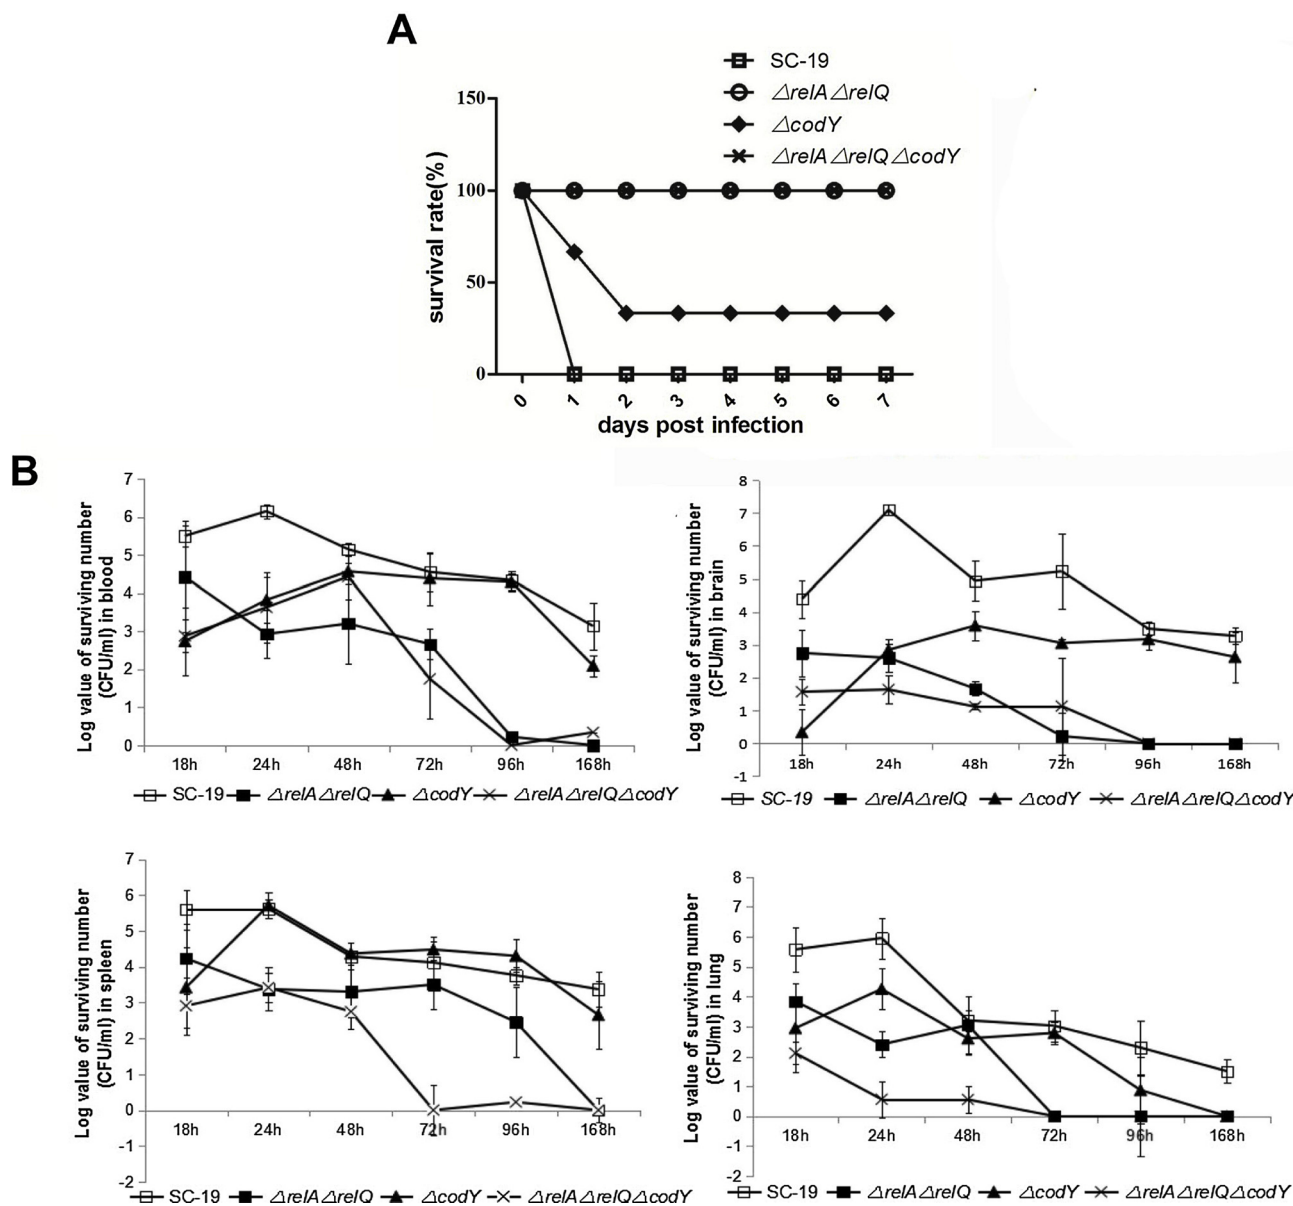 A
SC-19
△relA△relQ
△codY
△relA△relQ△codY
survival rate(%)
150
100
50
0
0 1 2 3 4 5 6 7
days post infection
B
Log value of surviving number
(CFU/ml) in blood
7
6
5
4
3
2
1
0
18h 24h 48h 72h 96h 168h
SC-19 △relA△relQ △codY △relA△relQ△codY
Log value of surviving number
(CFU/ml) in brain
8
7
6
5
4
3
2
1
0
-1
18h 24h 48h 72h 96h 168h
SC-19 △relA△relQ △codY △relA△relQ△codY
Log value of surviving number
(CFU/ml) in spleen
7
6
5
4
3
2
1
0
-1
-2
18h 24h 48h 72h 96h 168h
SC-19 △relA△relQ △codY △relA△relQ△codY
Log value of surviving number
(CFU/ml) in lung
8
7
6
5
4
3
2
1
0
-1
-2
18h 24h 48h 72h 96h 168h
SC-19 △relA△relQ △codY △relA△relQ△codY